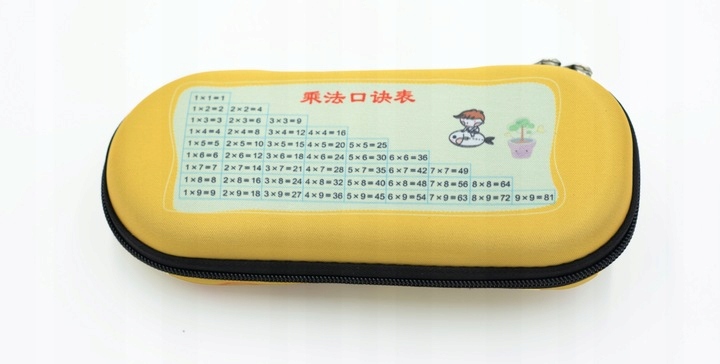 乘法口诀表
1×1=1
1×2=2 2×2=4
1×3=3 2×3=6 3×3=9
1×4=4 2×4=8 3×4=12 4×4=16
1×5=5 2×5=10 3×5=15 4×5=20 5×5=25
1×6=6 2×6=12 3×6=18 4×6=24 5×6=30 6×6=36
1×7=7 2×7=14 3×7=21 4×7=28 5×7=35 6×7=42 7×7=49
1×8=8 2×8=16 3×8=24 4×8=32 5×8=40 6×8=48 7×8=56 8×8=64
1×9=9 2×9=18 3×9=27 4×9=36 5×9=45 6×9=54 7×9=63 8×9=72 9×9=81